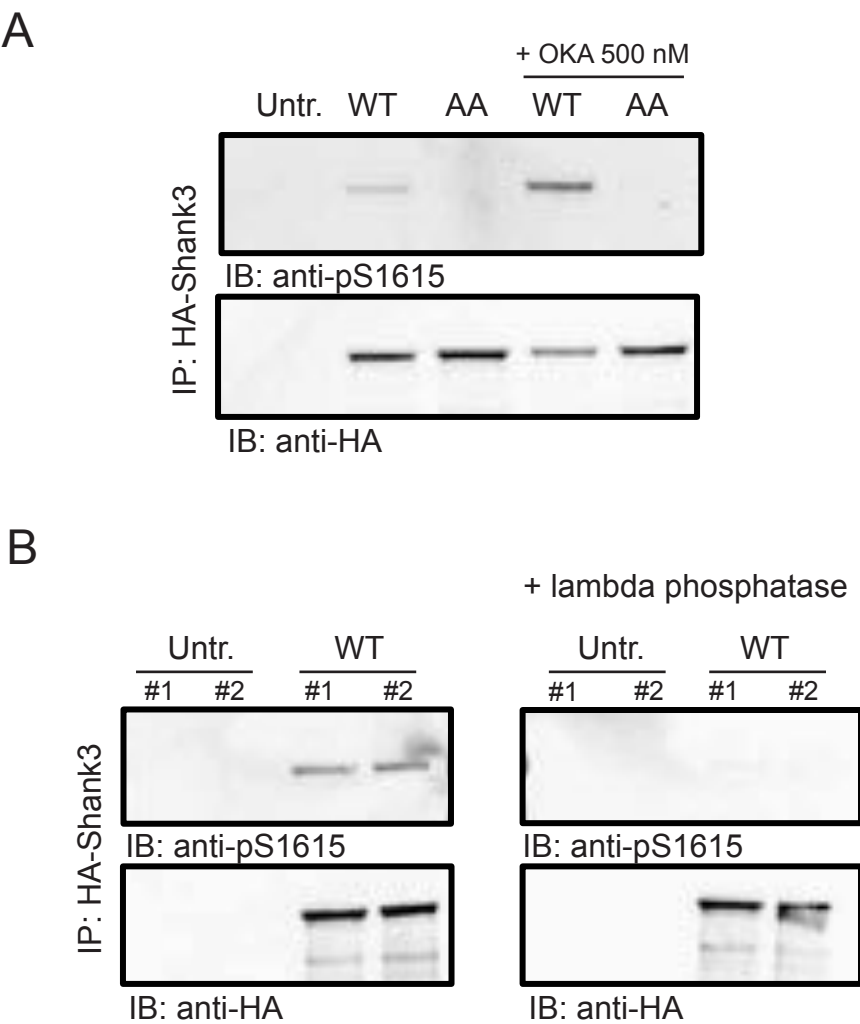 A
+ OKA 500 nM
Untr. WT AA WT AA
IP: HA-Shank3
IB: anti-pS1615
IB: anti-HA
B
+ lambda phosphatase
Untr. WT Untr. WT
#1 #2 #1 #2 #1 #2 #1 #2
IP: HA-Shank3
IB: anti-pS1615 IB: anti-pS1615
IB: anti-HA IB: anti-HA